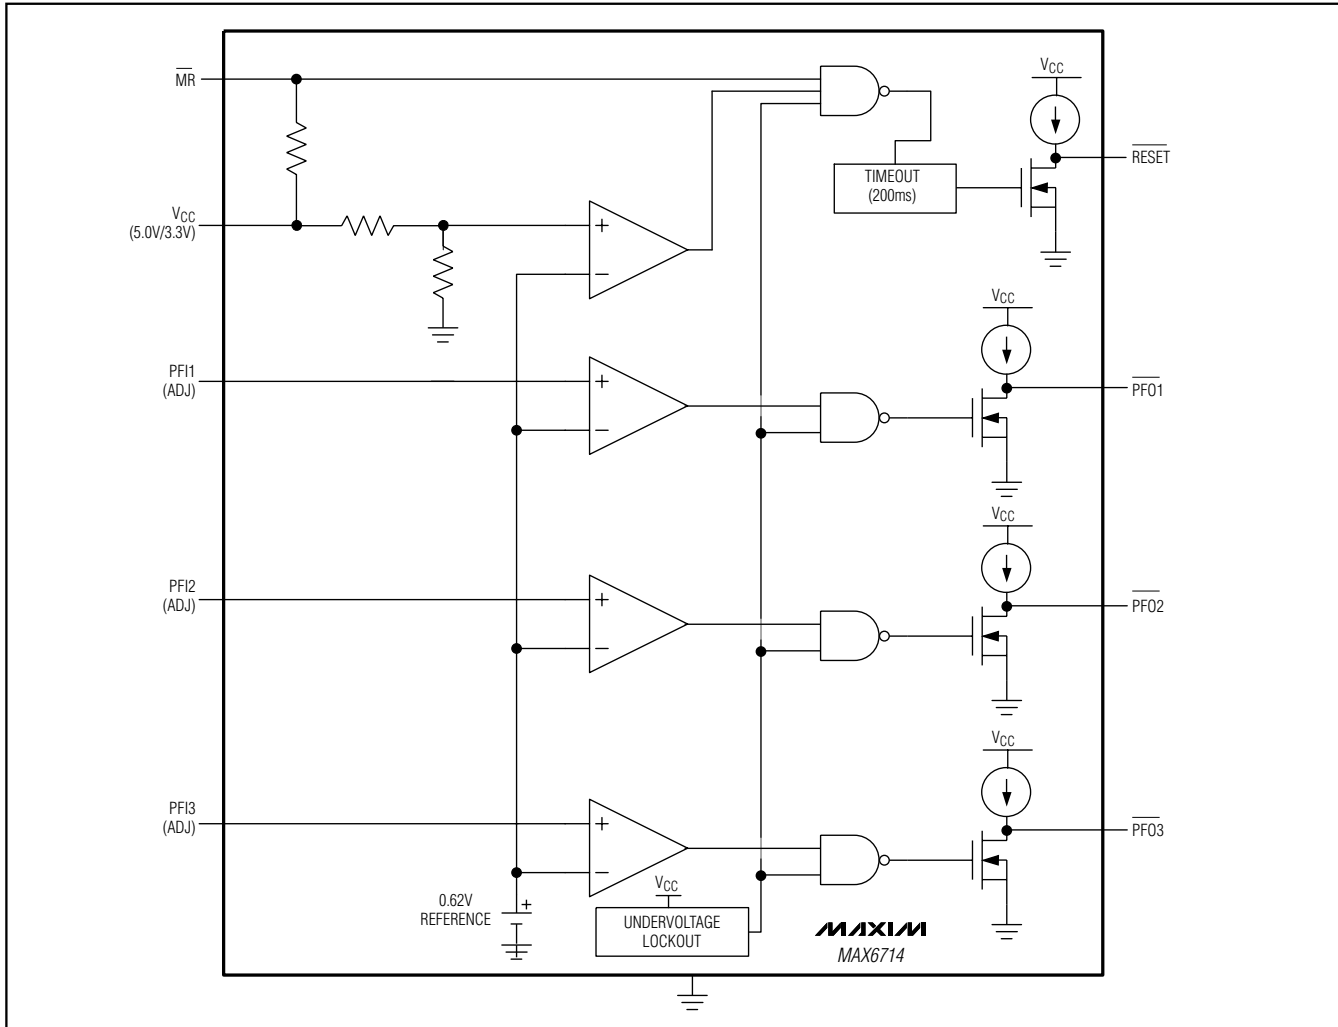 MR
VCC
RESET
TIMEOUT
(200ms)
VCC
(5.0V/3.3V)
+
−
VCC
PFI1
(ADJ)
+
−
PFO1
VCC
PFI2
(ADJ)
+
−
PFO2
VCC
PFI3
(ADJ)
+
−
PFO3
0.62V
REFERENCE
+
VCC
UNDERVOLTAGE
LOCKOUT
MAXIM
MAX6714